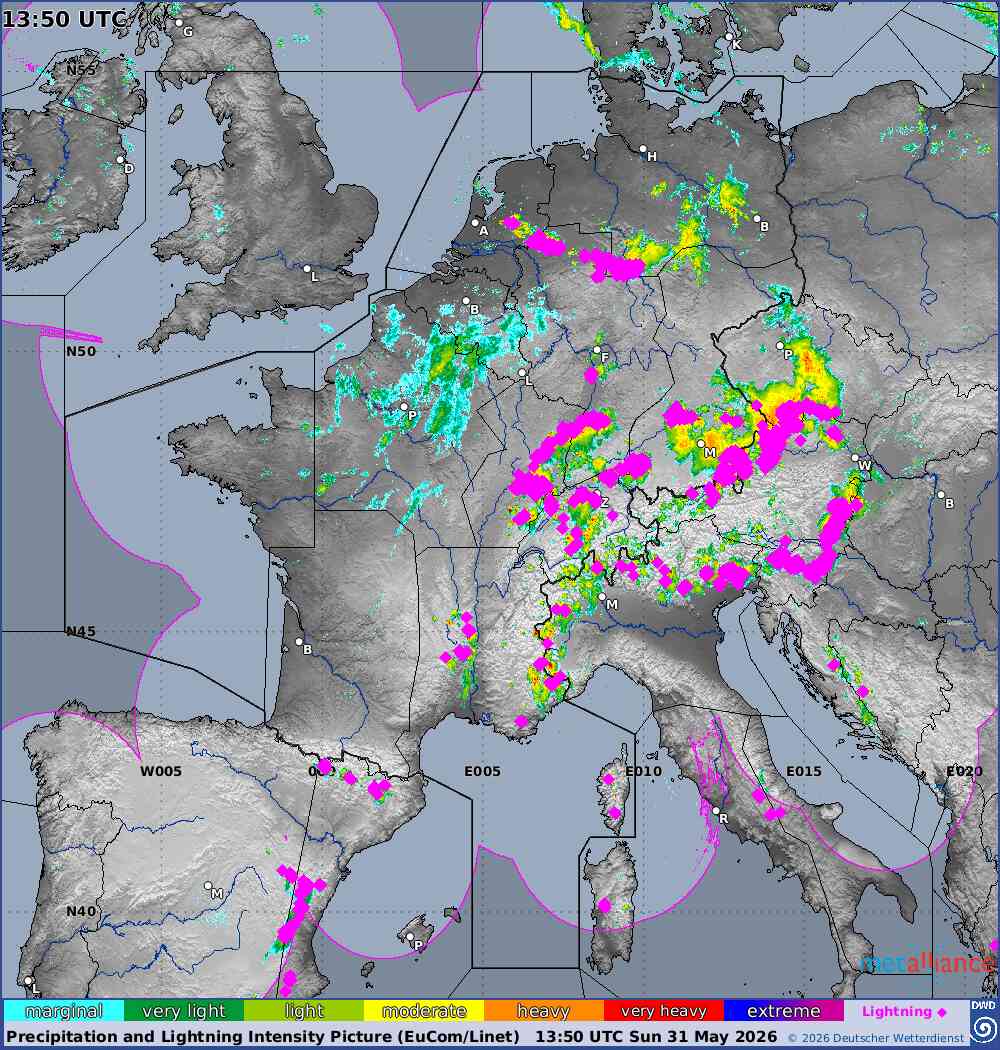 13:50 UTC
G
K
N55
D
H
A
B
L
B
N50
P
F
L
P
M
W
B
Z
M
N45
B
W005
000
E005
E010
E015
E020
R
M
N40
P
L
metalliance
marginal very light light moderate heavy very heavy extreme Lightning DWD
Precipitation and Lightning Intensity Picture (EuCom/Linet) 13:50 UTC Sun 31 May 2026 © 2026 Deutscher Wetterdienst